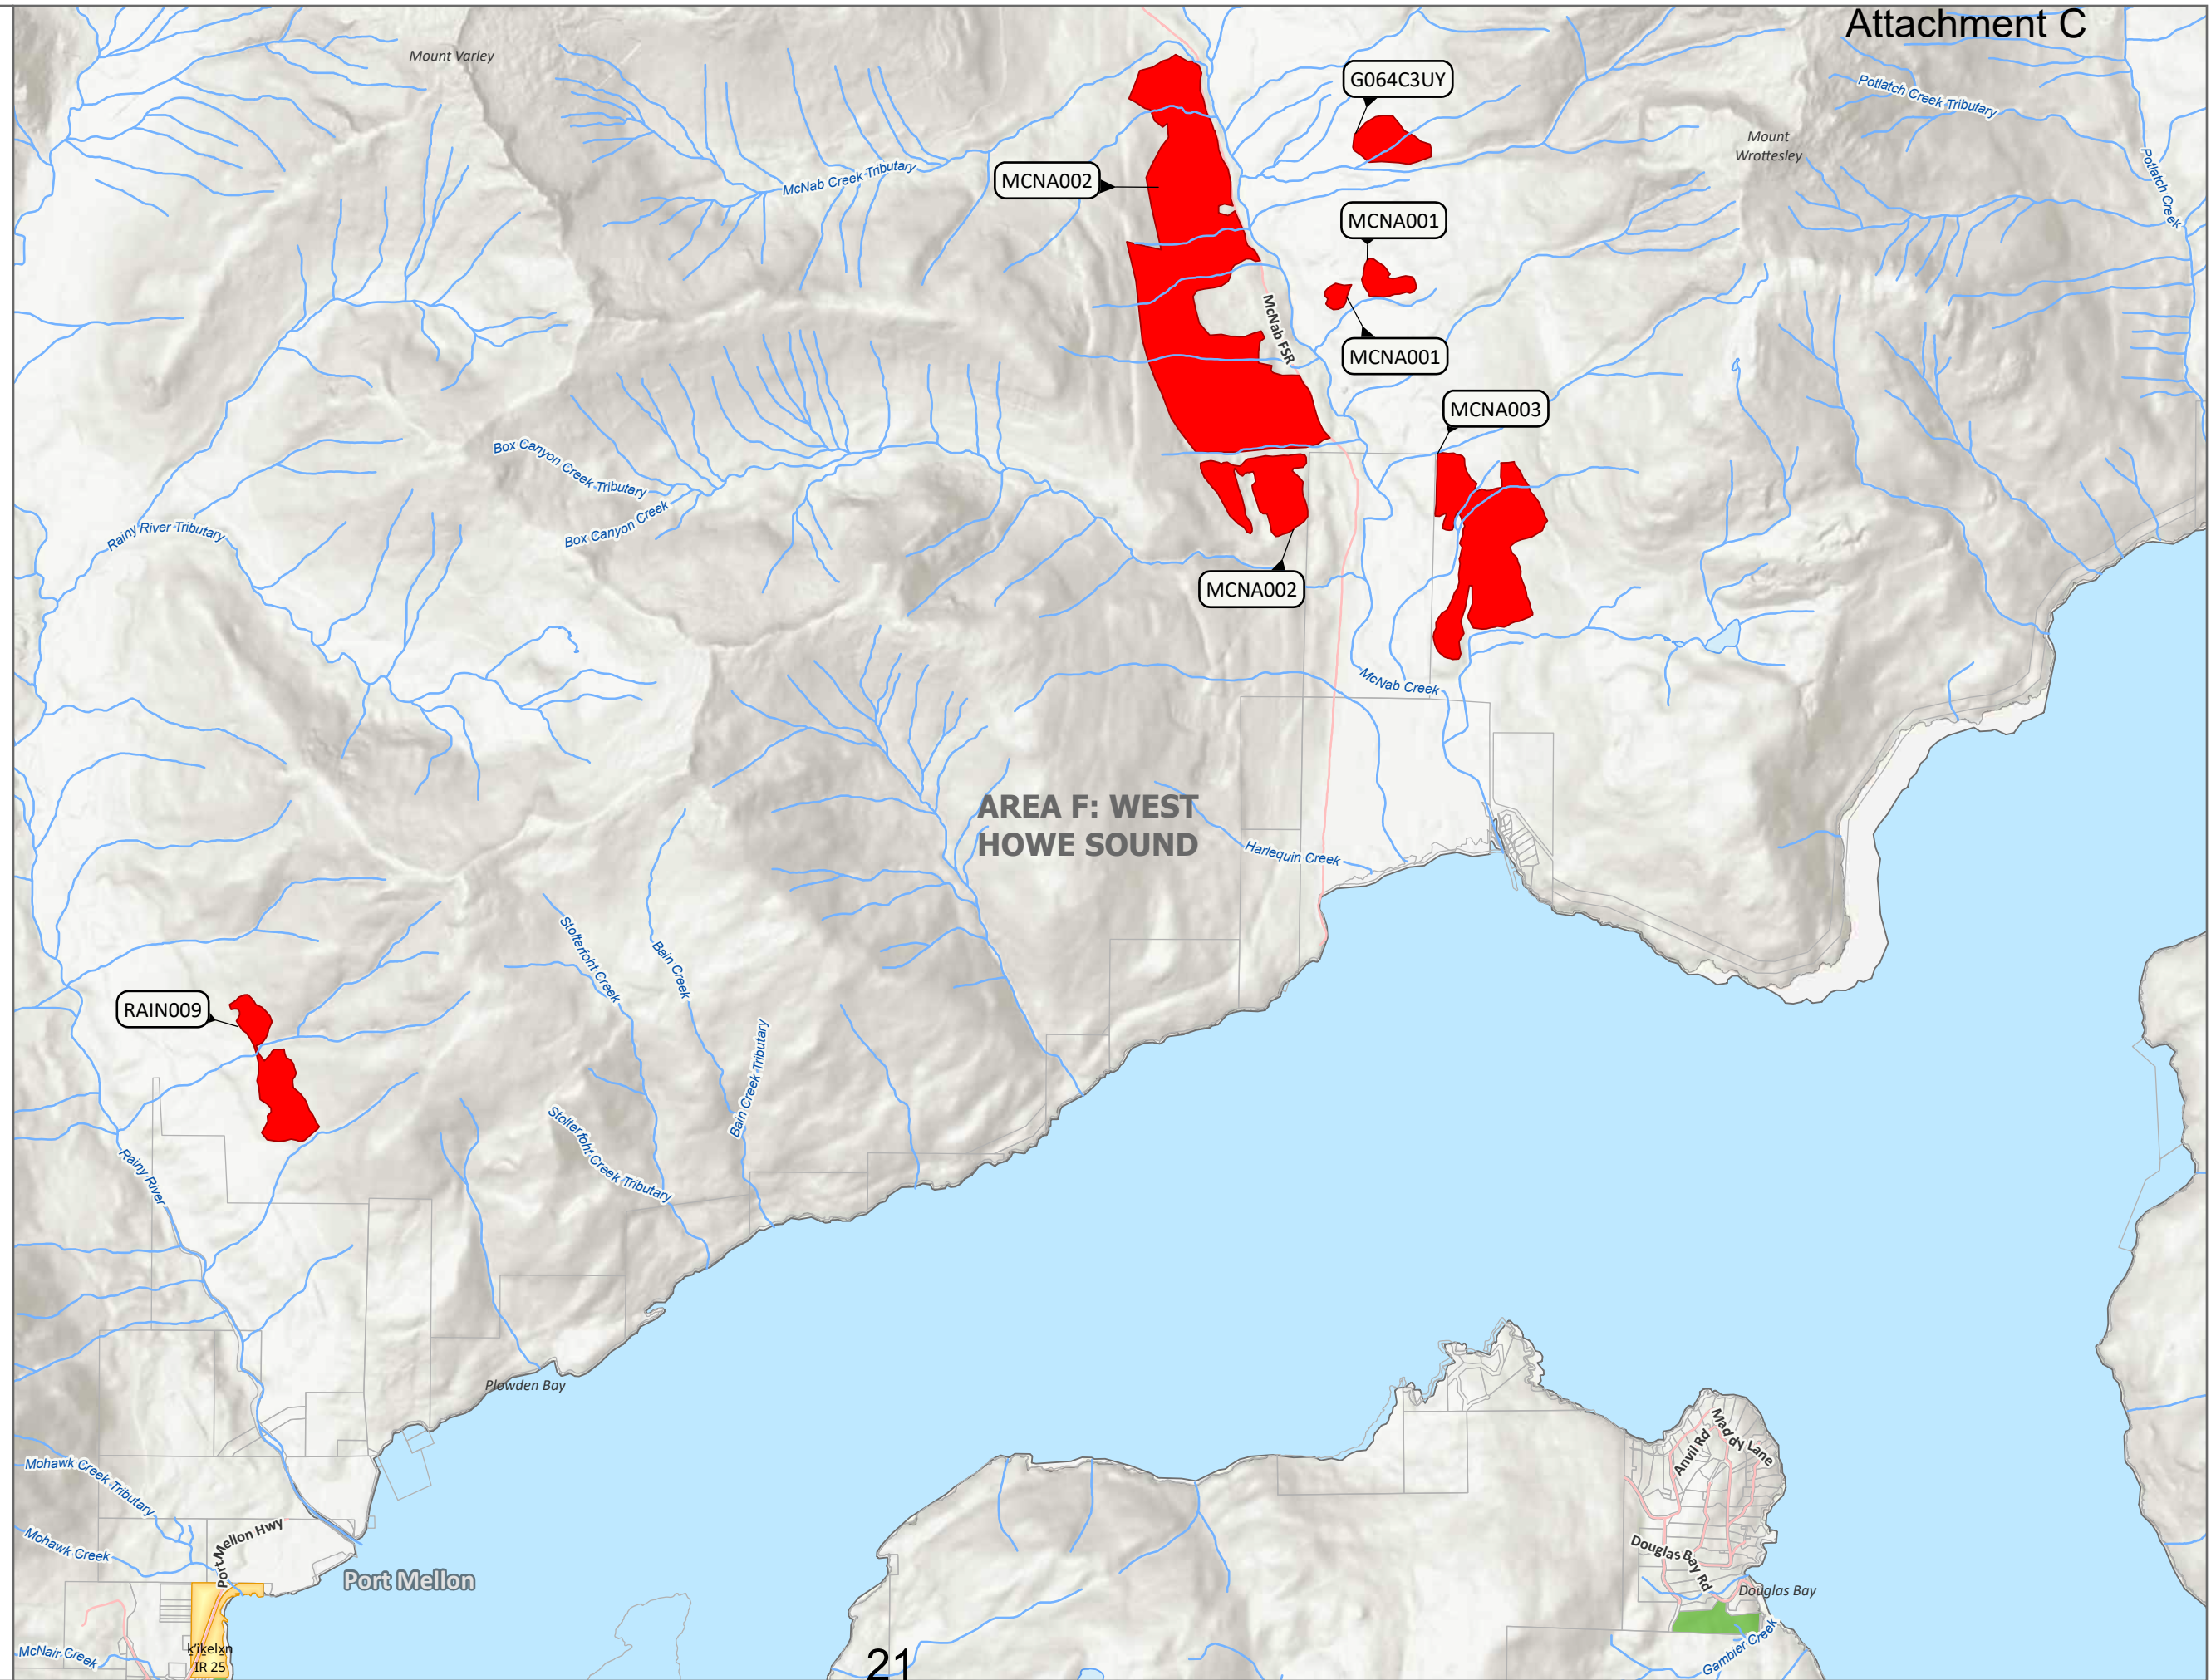 Attachment C
Mount Varley
G064C3UY
Potlatch Creek Tributary
Mount
Wrottesley
Potlatch Creek
McNab Creek Tributary
MCNA002
MCNA001
McNab FSR
MCNA001
MCNA003
Box Canyon Creek Tributary
Box Canyon Creek
Rainy River Tributary
MCNA002
McNab Creek
AREA F: WEST
HOWE SOUND
Harlequin Creek
Stolterfoht Creek
Bain Creek
RAIN009
Bain Creek Tributary
Stolterfoht Creek Tributary
Rainy River
Plowden Bay
Anvil Rd
Maddy Lane
Mohawk Creek Tributary
Mohawk Creek
Port Mellon Hwy
Port Mellon
Douglas Bay Rd
Douglas Bay
Gambier Creek
McNair Creek
k'ikelxn
IR 25
21